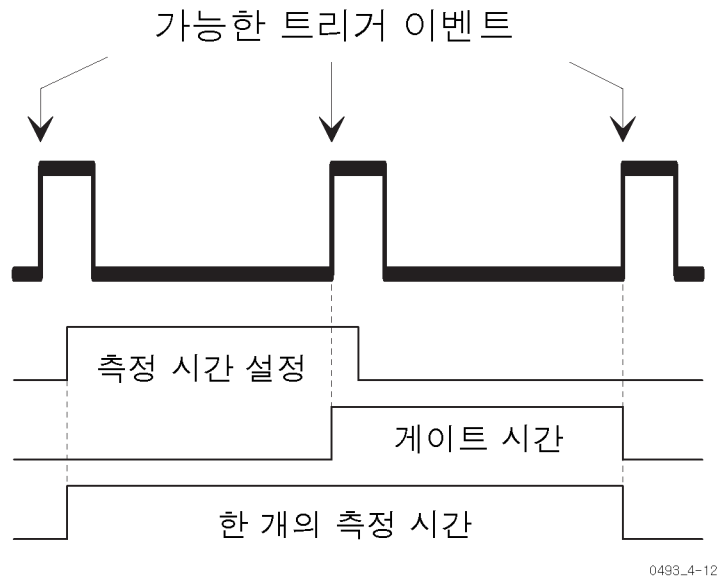 가능한 트리거 이벤트
측정 시간 설정
게이트 시간
한 개의 측정 시간
0493_4-12